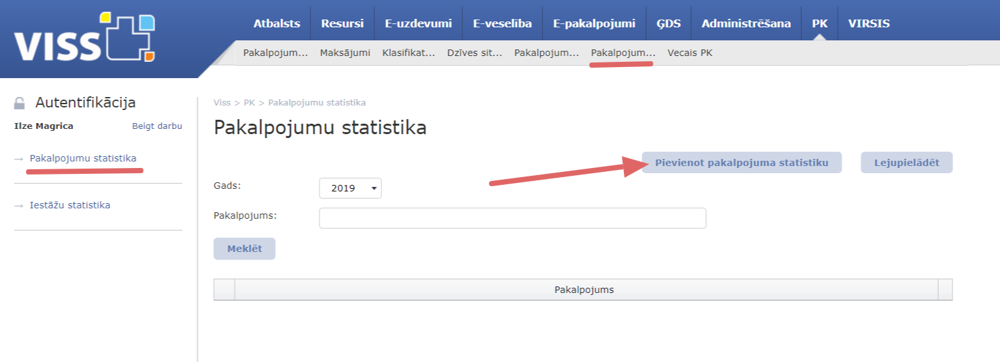 VISS
Atbalsts Resursi E-uzdevumi E-veselība E-pakalpojumi ĢDS Administrēšana PK VIRSIS
Pakalpojum... Maksājumi Klasifikat... Dzīves sit... Pakalpojum... Pakalpojum... Vecais PK
Autentifikācija
Ilze Magrica Beigt darbu
→ Pakalpojumu statistika
→ Iestāžu statistika
Viss > PK > Pakalpojumu statistika
Pakalpojumu statistika
Pievienot pakalpojuma statistiku Lejupielādēt
Gads: 2019
Pakalpojums:
Meklēt
Pakalpojums